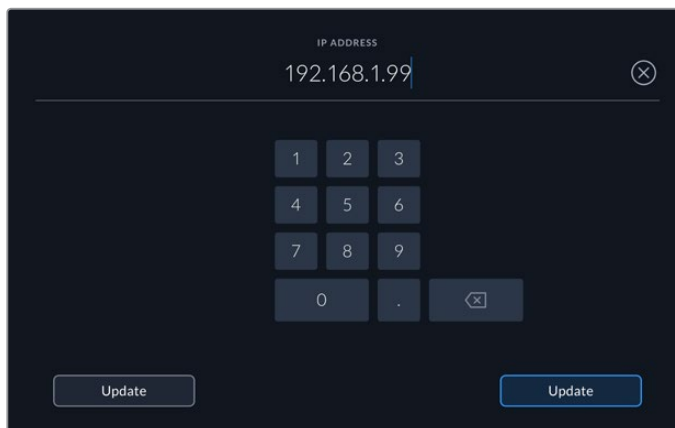 IP ADDRESS
192.168.1.99
1 2 3
4 5 6
7 8 9
0 .
Update Update